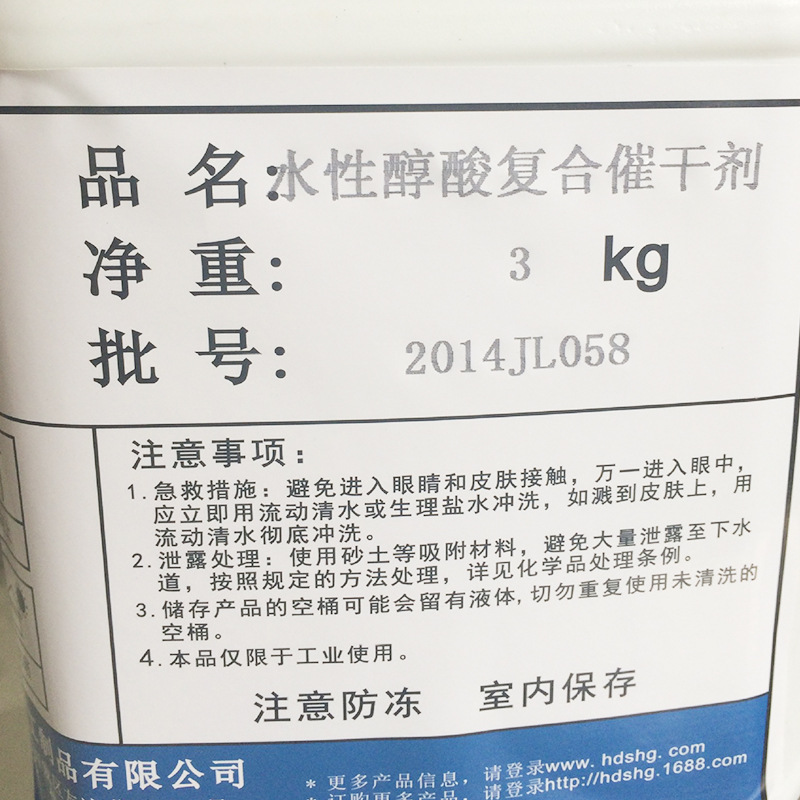 品 名:水性醇酸复合催干剂
净 重: 3 kg
批 号: 2014JL058
注意事项:
1.急救措施:避免进入眼睛和皮肤接触,万一进入眼中,
应立即用流动清水或生理盐水冲洗,如溅到皮肤上,用
流动清水彻底冲洗。
2.泄露处理:使用砂土等吸附材料,避免大量泄露至下水
道,按照规定的方法处理,详见化学品处理条例。
3.储存产品的空桶可能会留有液体,切勿重复使用未清洗的
空桶。
4.本品仅限于工业使用。
注意防冻 室内保存
制品有限公司
* 更多产品信息,请登录www.hdshg.com
* 订购更多产品,请登录http://hdshg.1688.com